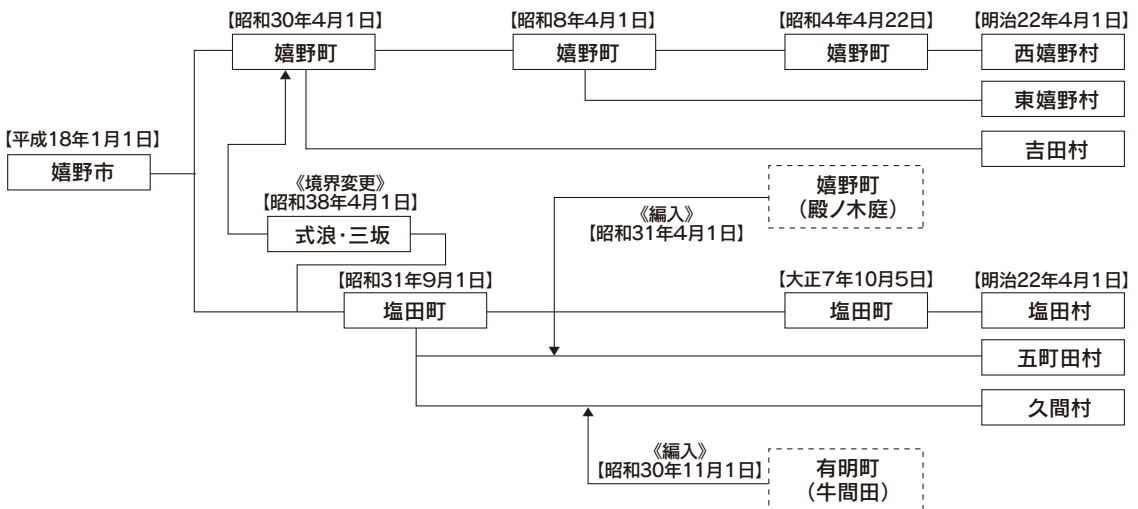 【昭和30年4月1日】
嬉野町
【昭和8年4月1日】
嬉野町
【昭和4年4月22日】
嬉野町
【明治22年4月1日】
西嬉野村
東嬉野村
吉田村
【平成18年1月1日】
嬉野市
《境界変更》
【昭和38年4月1日】
式浪・三坂
《編入》
【昭和31年4月1日】
嬉野町
（殿ノ木庭）
【昭和31年9月1日】
塩田町
【大正7年10月5日】
塩田町
【明治22年4月1日】
塩田村
五町田村
久間村
《編入》
【昭和30年11月1日】
有明町
（牛間田）